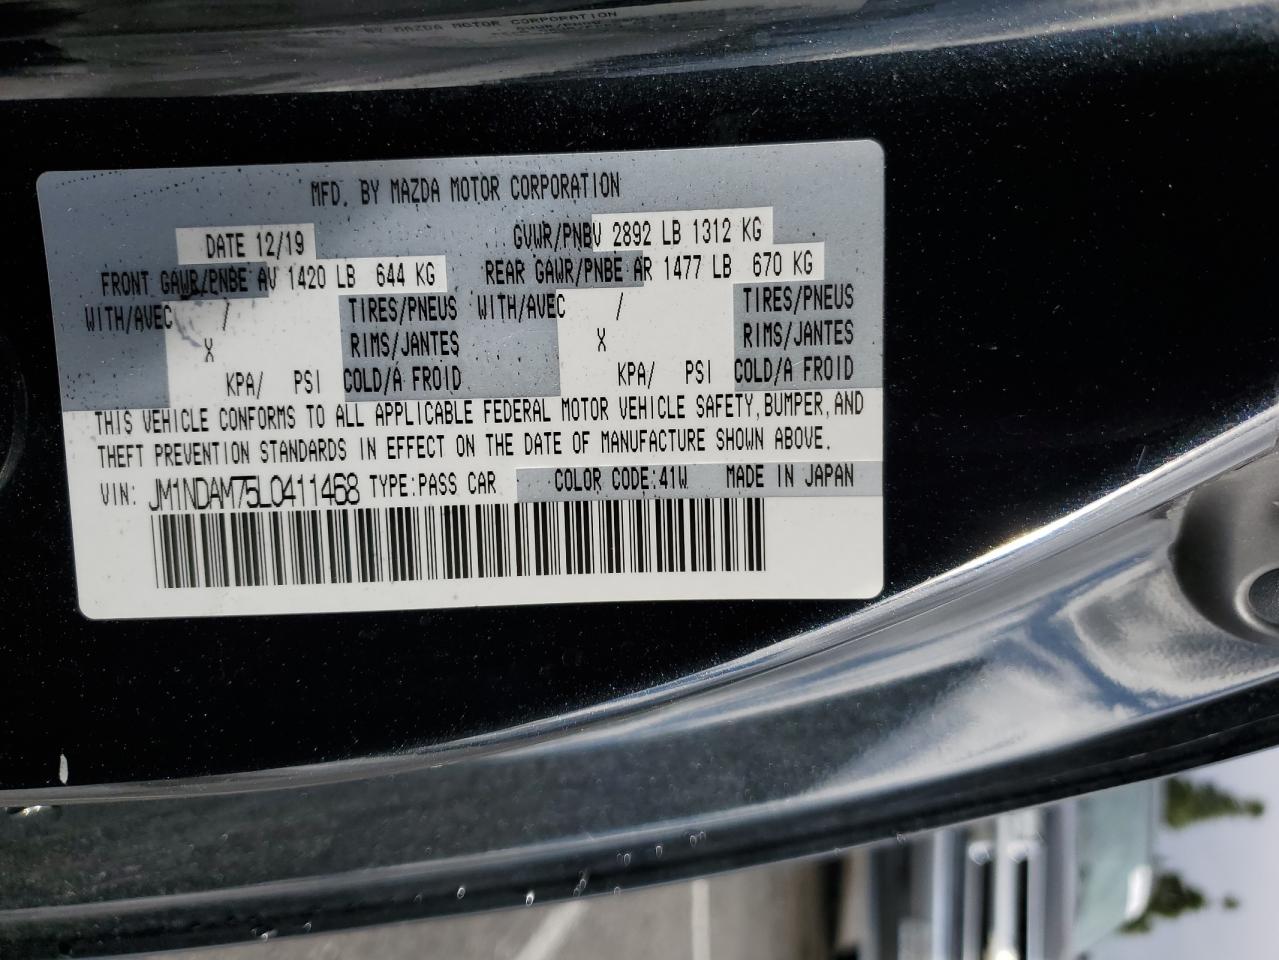 MFD. BY MAZDA MOTOR CORPORATION
DATE 12/19 GVWR/PNBV 2892 LB 1312 KG
FRONT GAWR/PNBE AV 1420 LB 644 KG REAR GAWR/PNBE AR 1477 LB 670 KG
WITH/AVEC / TIRES/PNEUS WITH/AVEC / TIRES/PNEUS
X RIMS/JANTES X RIMS/JANTES
KPA/ PSI COLD/A FROID KPA/ PSI COLD/A FROID
THIS VEHICLE CONFORMS TO ALL APPLICABLE FEDERAL MOTOR VEHICLE SAFETY,BUMPER,AND
THEFT PREVENTION STANDARDS IN EFFECT ON THE DATE OF MANUFACTURE SHOWN ABOVE.
VIN: JM1NDAM75L0411468 TYPE:PASS CAR COLOR CODE:41W MADE IN JAPAN